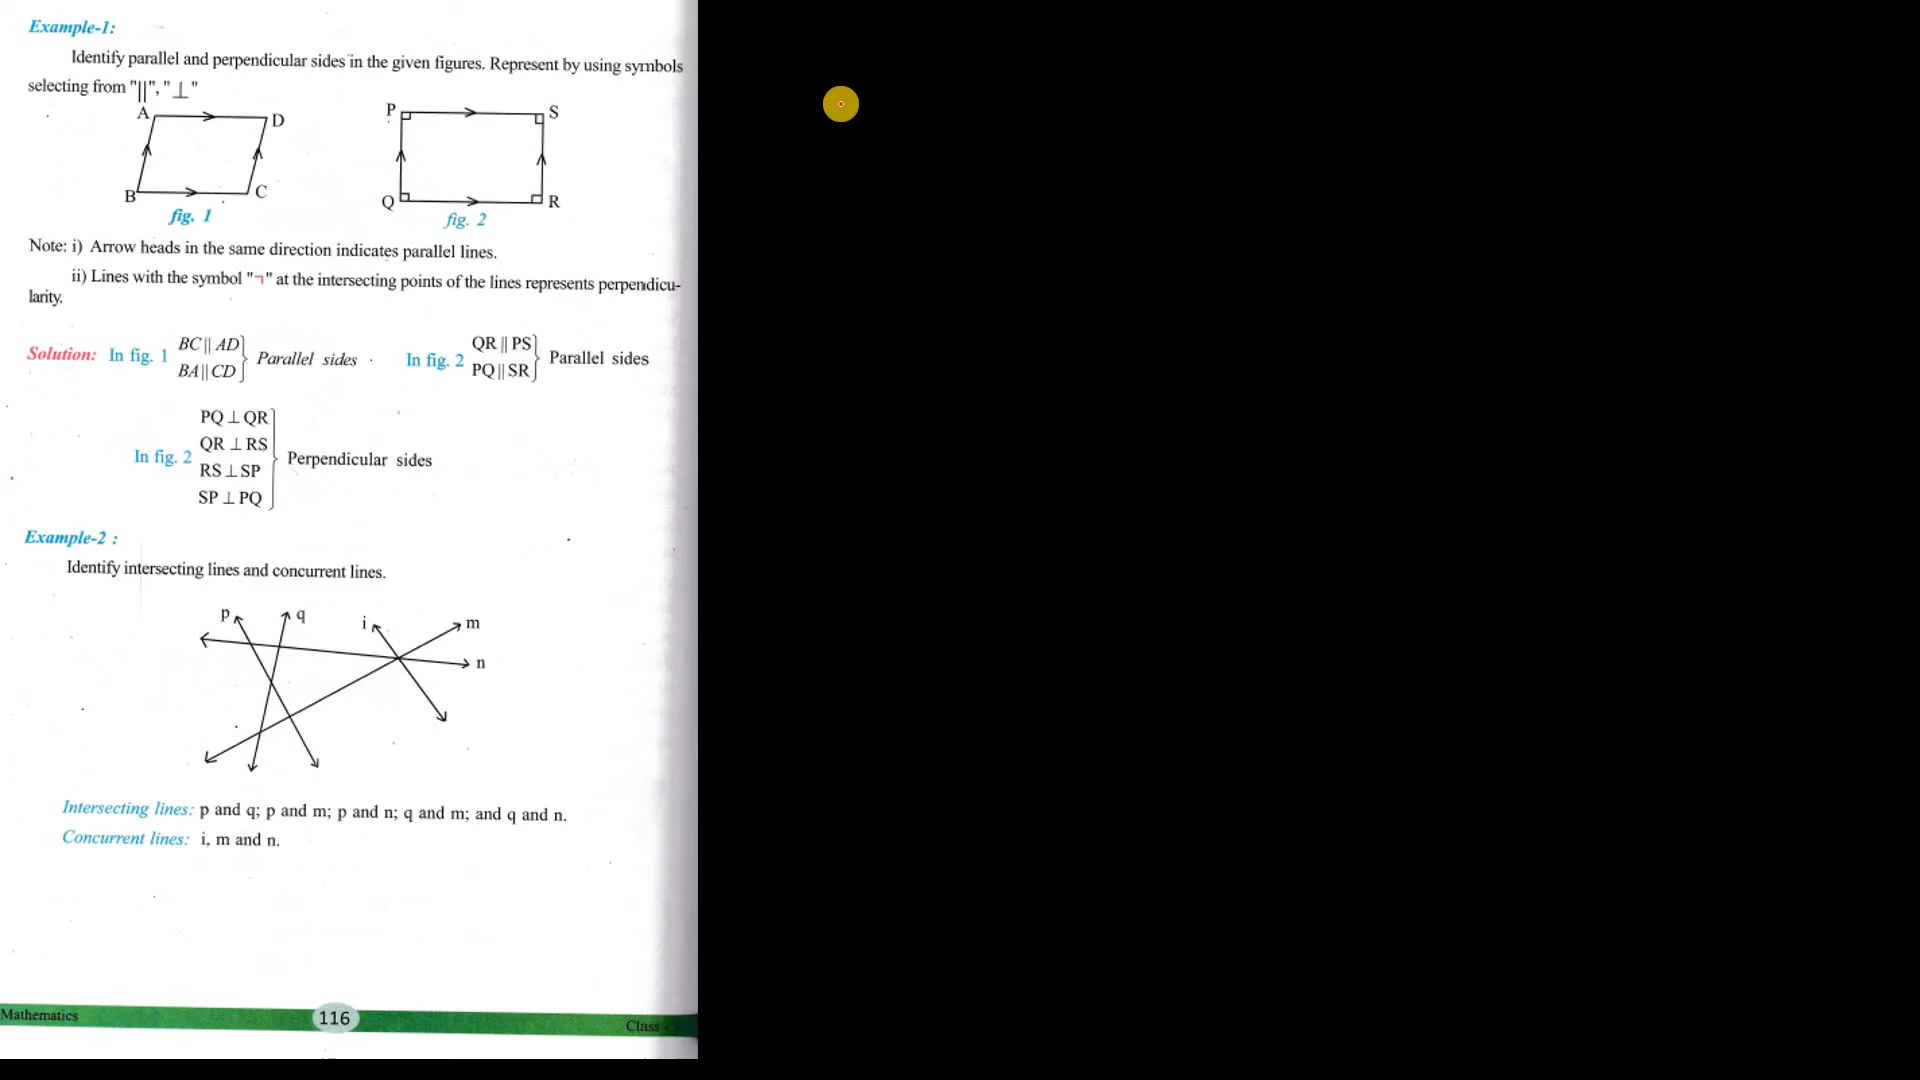 Example-1:
Identify parallel and perpendicular sides in the given figures. Represent by using symbols
selecting from "||", "⊥"
A
D
B
C
fig. 1
P
S
Q
R
fig. 2
Note: i) Arrow heads in the same direction indicates parallel lines.
ii) Lines with the symbol "¬" at the intersecting points of the lines represents perpendicu-
larity.
Solution: In fig. 1 BC || AD
BA || CD } Parallel sides
In fig. 2 QR || PS
PQ || SR } Parallel sides
PQ ⊥ QR
QR ⊥ RS
In fig. 2 } Perpendicular sides
RS ⊥ SP
SP ⊥ PQ
Example-2 :
Identify intersecting lines and concurrent lines.
p
q
i
m
n
Intersecting lines: p and q; p and m; p and n; q and m; and q and n.
Concurrent lines: i, m and n.
Mathematics 116 Class